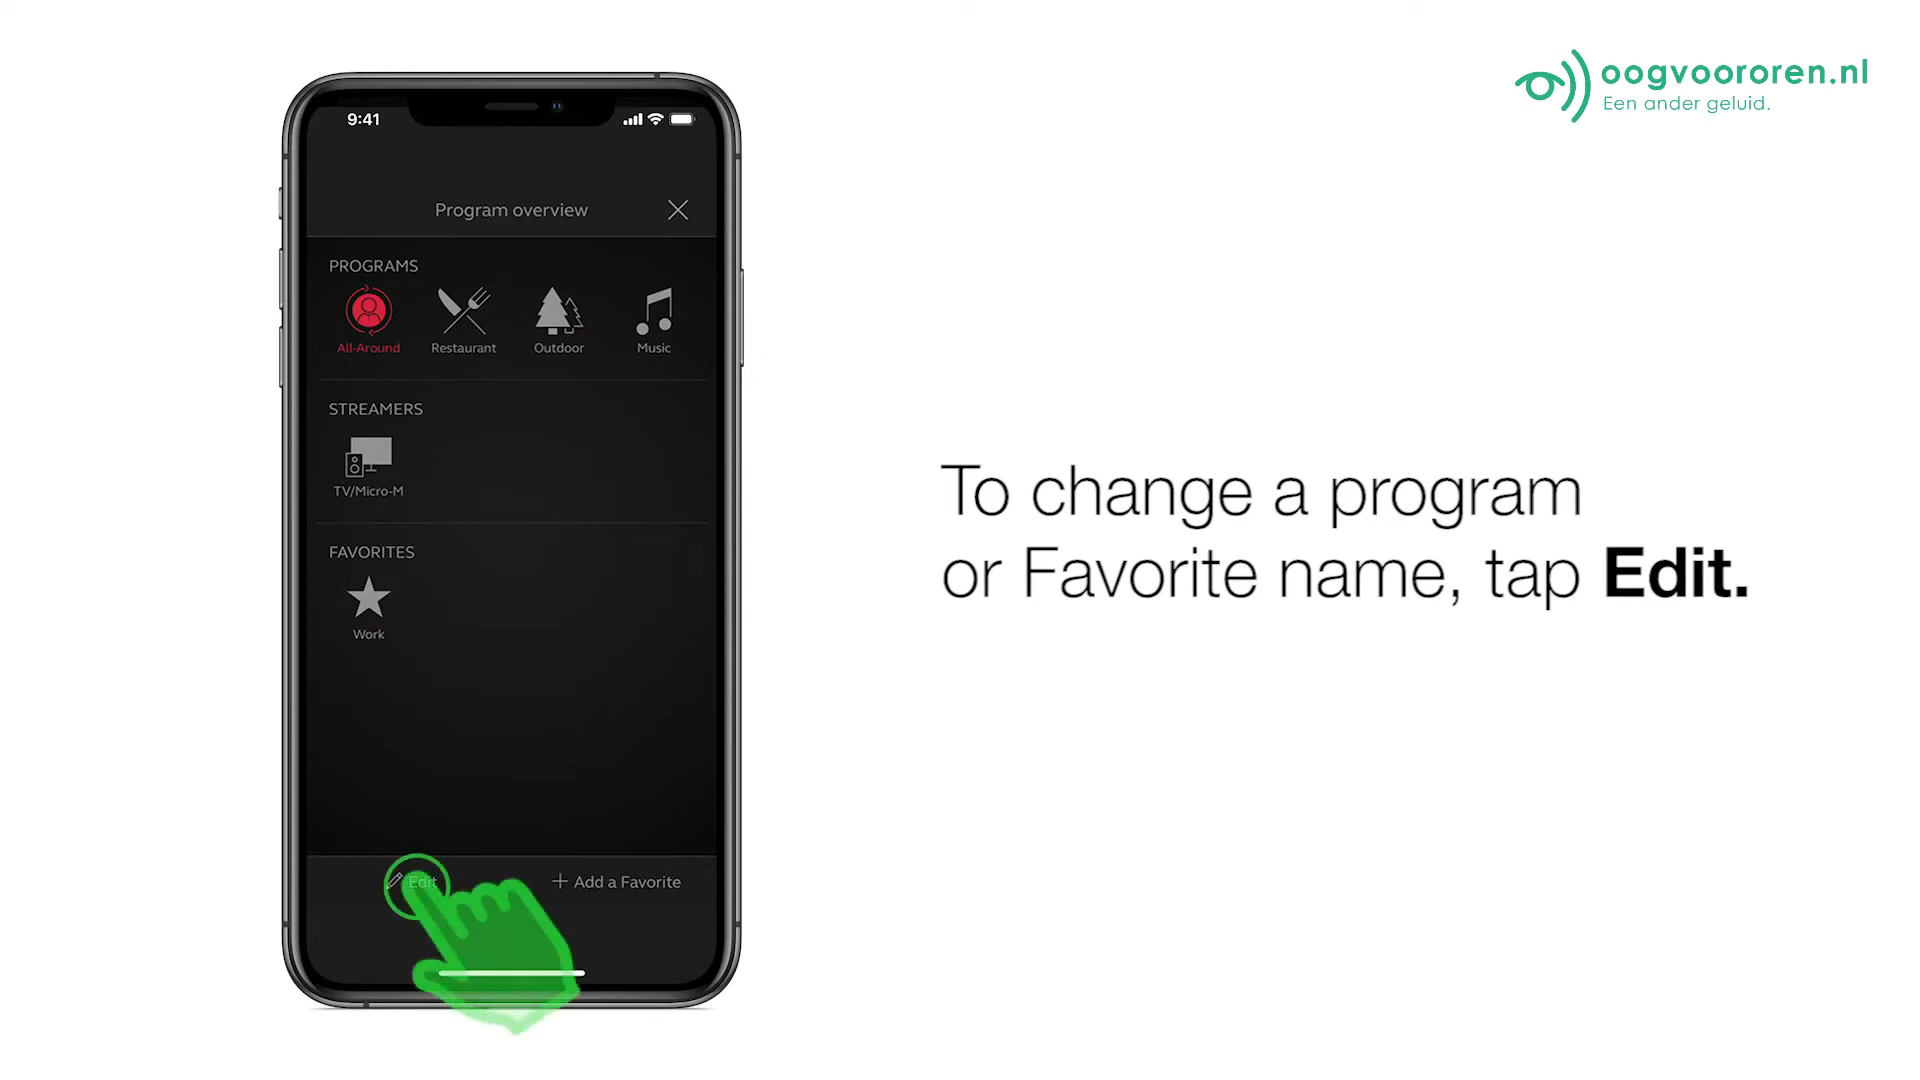 oogvoororen.nl
Een ander geluid.
9:41
Program overview
PROGRAMS
All-Around Restaurant Outdoor Music
STREAMERS
TV/Micro-M
FAVORITES
Work
Edit + Add a Favorite
To change a program
or Favorite name, tap Edit.